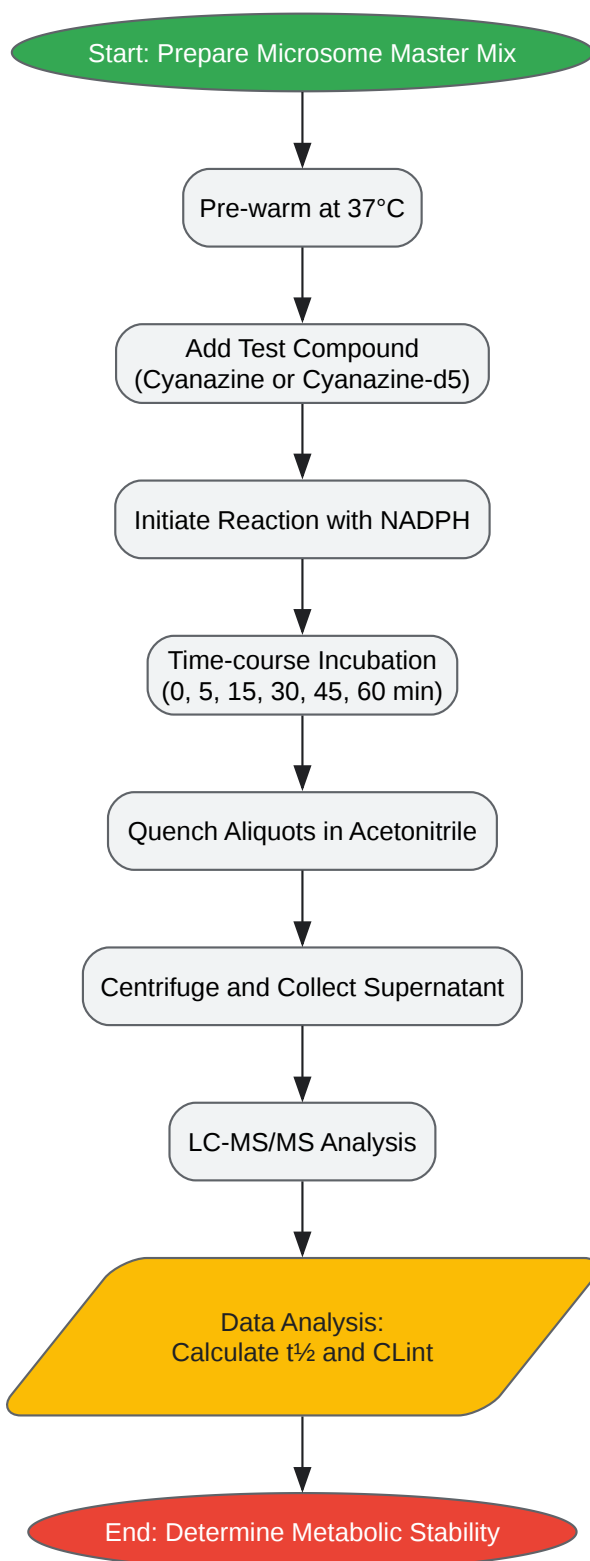 Start: Prepare Microsome Master Mix
Pre-warm at 37°C
Add Test Compound
(Cyanazine or Cyanazine-d5)
Initiate Reaction with NADPH
Time-course Incubation
(0, 5, 15, 30, 45, 60 min)
Quench Aliquots in Acetonitrile
Centrifuge and Collect Supernatant
LC-MS/MS Analysis
Data Analysis:
Calculate t½ and CLint
End: Determine Metabolic Stability